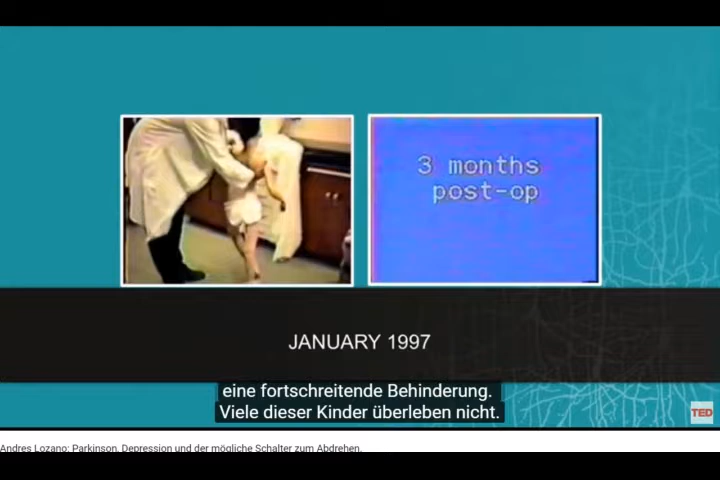 3 months
post-op
JANUARY 1997
eine fortschreitende Behinderung.
Viele dieser Kinder überleben nicht.
TED
Andres Lozano: Parkinson, Depression und der mögliche Schalter zum Abdrehen.